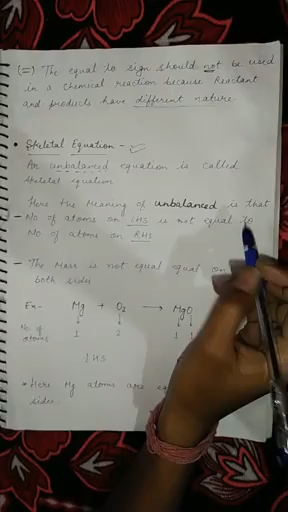 (=) The equal to sign should not be used
in a chemical reaction because Reactant
and products have different nature
• Skeletal Equation -
An unbalanced equation is called
skeletal equation.
Here the Meaning of unbalanced is that
- No of atoms on LHS is not equal to
No of atoms on RHS
- The Mass is not equal equal on
both sides
Ex- Mg + O2 → MgO
No. of atoms 1 2 1 1
LHS
* Here Mg atoms are
sides.